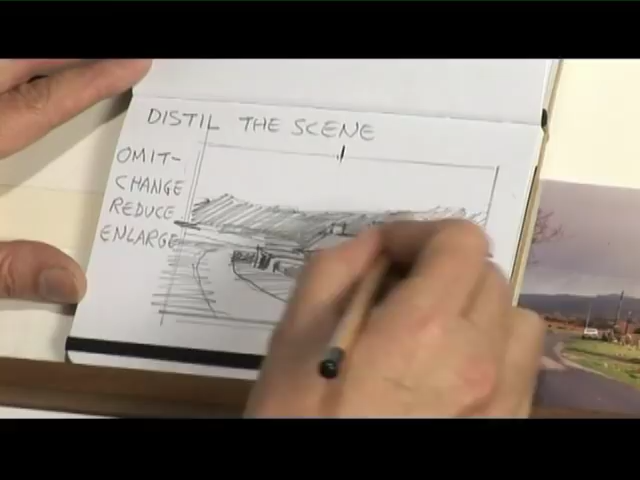 DISTIL THE SCENE
OMIT-
CHANGE
REDUCE
ENLARGE